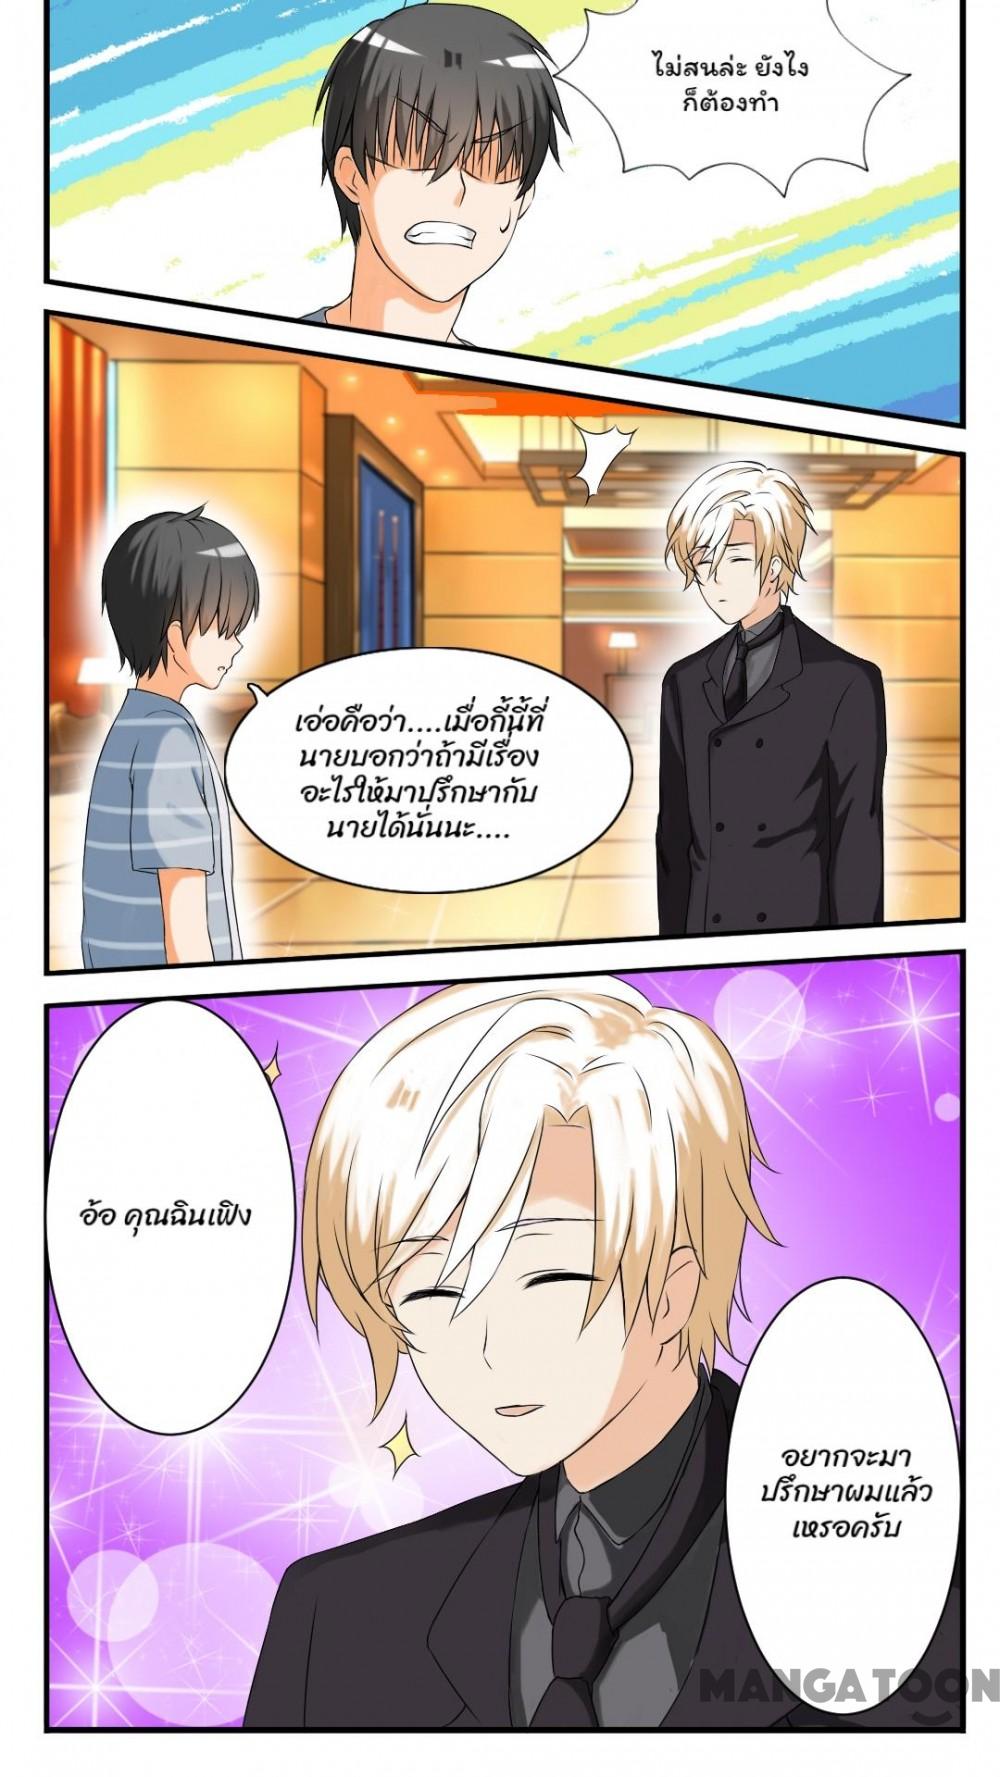 ไม่สนล่ะ ยังไง
ก็ต้องทำ
เอ่อคือว่า....เมื่อกี้นี้ที่
นายบอกว่าถ้ามีเรื่อง
อะไรให้มาปรึกษากับ
นายได้นั่นนะ....
อ้อ คุณฉินเฟิง
อยากจะมา
ปรึกษาผมแล้ว
เหรอครับ
MANGATOON